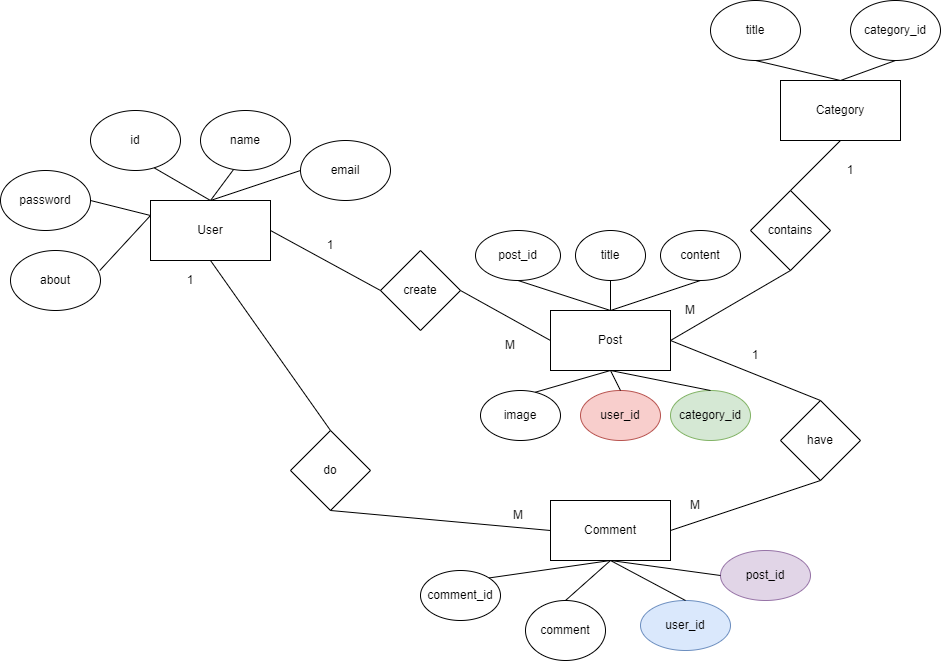 title
category_id
Category
id
name
email
1
password
about
User
1
1
contains
create
post_id
title
content
M
Post
M
1
image
user_id
category_id
have
do
M
M
Comment
comment_id
comment
user_id
post_id